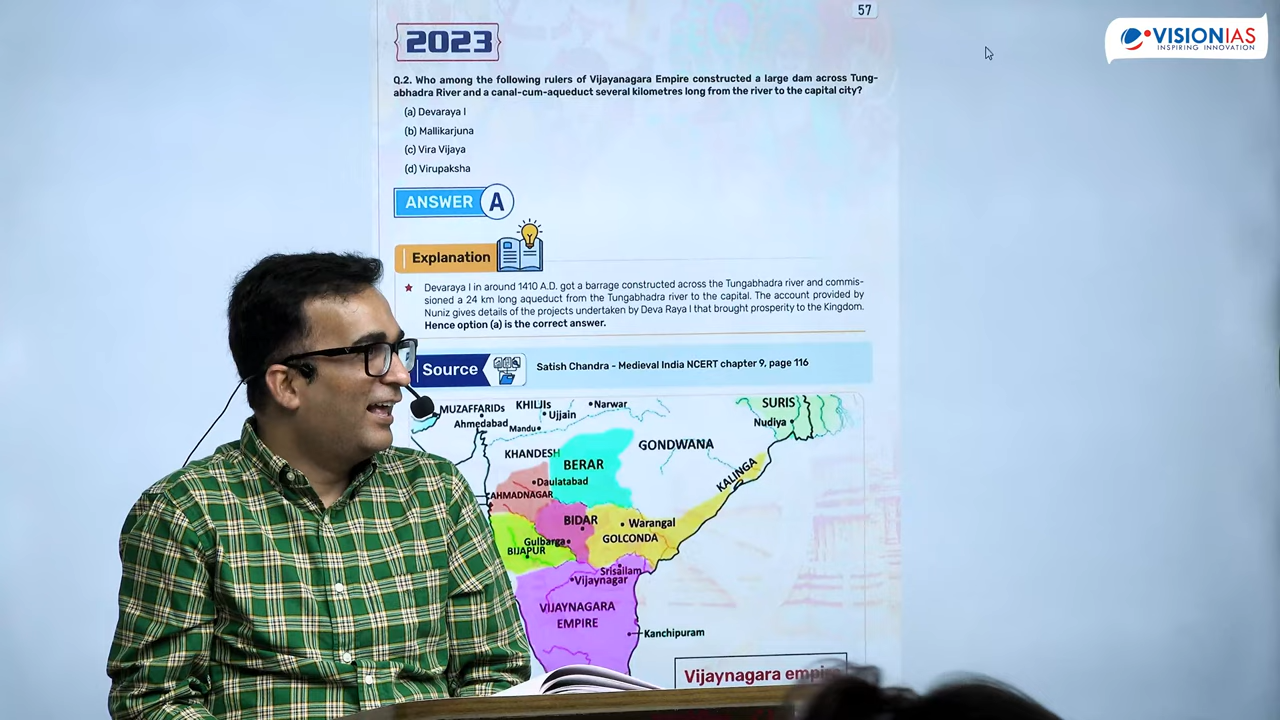 57
VISIONIAS
INSPIRING INNOVATION
2023
Q.2. Who among the following rulers of Vijayanagara Empire constructed a large dam across Tung-
abhadra River and a canal-cum-aqueduct several kilometres long from the river to the capital city?
(a) Devaraya I
(b) Mallikarjuna
(c) Vira Vijaya
(d) Virupaksha
ANSWER A
Explanation
Devaraya I in around 1410 A.D. got a barrage constructed across the Tungabhadra river and commis-
sioned a 24 km long aqueduct from the Tungabhadra river to the capital. The account provided by
Nuniz gives details of the projects undertaken by Deva Raya I that brought prosperity to the Kingdom.
Hence option (a) is the correct answer.
Source
Satish Chandra - Medieval India NCERT chapter 9, page 116
MUZAFFARIDs
KHILJIs
Narwar
SURIS
Ahmedabad
Ujjain
Mandu
Nudiya
KHANDESH
GONDWANA
BERAR
KALINGA
Daulatabad
AHMADNAGAR
BIDAR
Warangal
Gulbarga
GOLCONDA
BIJAPUR
Srisailam
Vijaynagar
VIJAYNAGARA
EMPIRE
Kanchipuram
Vijaynagara empire